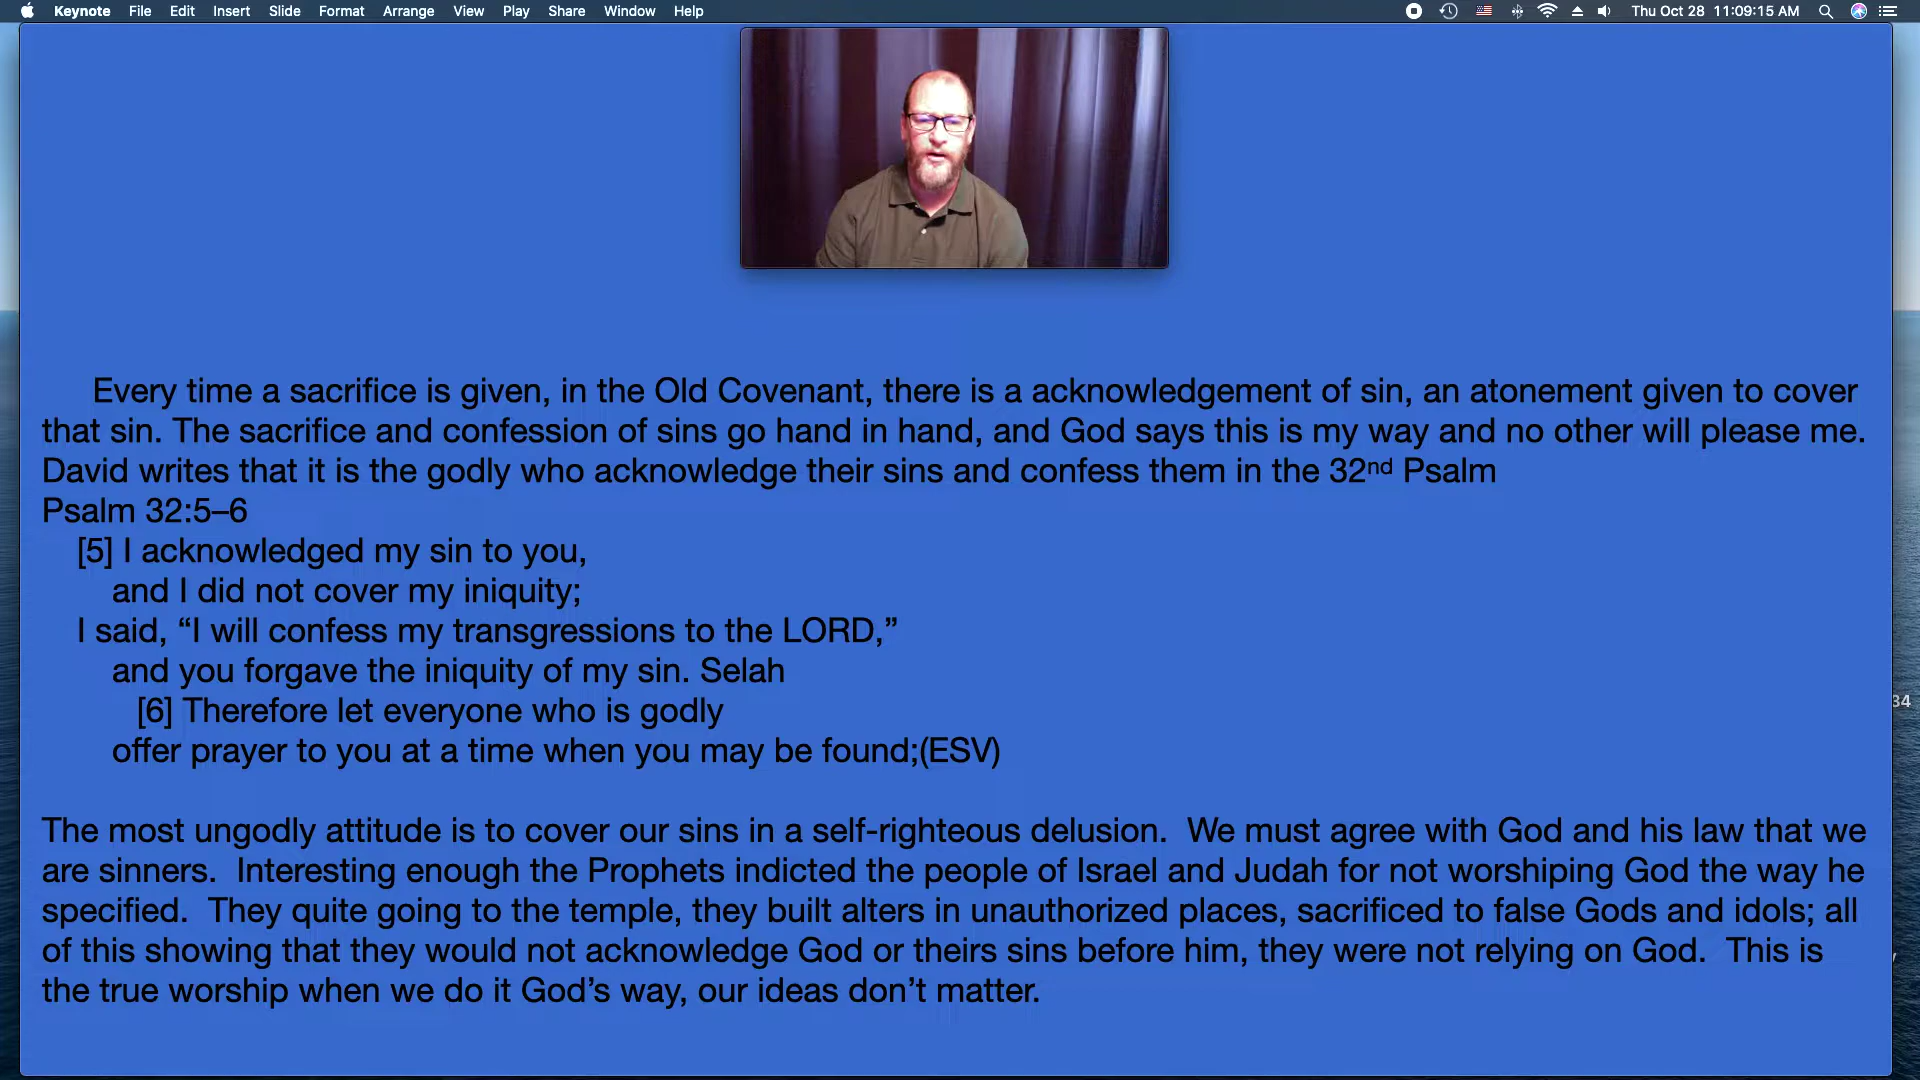 Keynote File Edit Insert Slide Format Arrange View Play Share Window Help Thu Oct 28 11:09:15 AM
Every time a sacrifice is given, in the Old Covenant, there is a acknowledgement of sin, an atonement given to cover
that sin. The sacrifice and confession of sins go hand in hand, and God says this is my way and no other will please me.
David writes that it is the godly who acknowledge their sins and confess them in the 32nd Psalm
Psalm 32:5–6
[5] I acknowledged my sin to you,
and I did not cover my iniquity;
I said, “I will confess my transgressions to the LORD,”
and you forgave the iniquity of my sin. Selah
[6] Therefore let everyone who is godly
34
offer prayer to you at a time when you may be found;(ESV)
The most ungodly attitude is to cover our sins in a self-righteous delusion.  We must agree with God and his law that we
are sinners.  Interesting enough the Prophets indicted the people of Israel and Judah for not worshiping God the way he
specified.  They quite going to the temple, they built alters in unauthorized places, sacrificed to false Gods and idols; all
of this showing that they would not acknowledge God or theirs sins before him, they were not relying on God.  This is
the true worship when we do it God’s way, our ideas don’t matter.